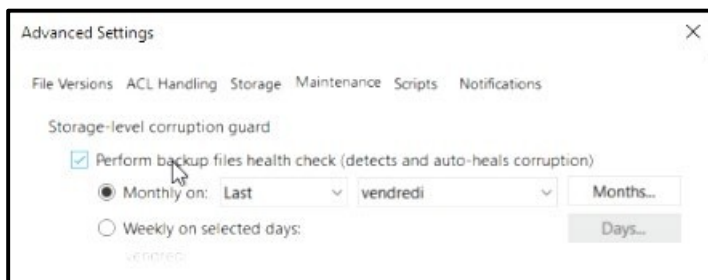 Advanced Settings
File Versions ACL Handling Storage Maintenance Scripts Notifications
Storage-level corruption guard
Perform backup files health check (detects and auto-heals corruption)
Monthly on: Last vendredi Months...
Weekly on selected days: Days...
vendredi